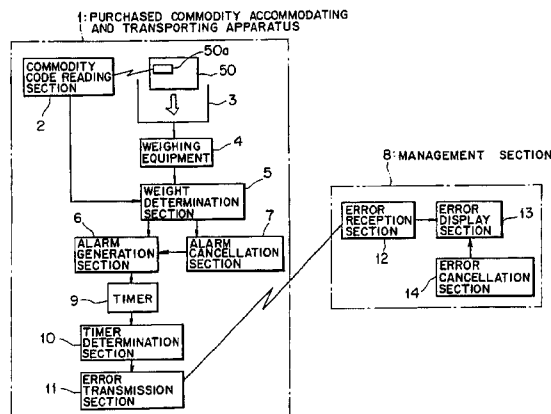 1: PURCHASED COMMODITY ACCOMMODATING
AND TRANSPORTING APPARATUS
50a
COMMODITY
CODE READING
SECTION
50
2
3
WEIGHING
EQUIPMENT
4
8: MANAGEMENT SECTION
5
WEIGHT
DETERMINATION
SECTION
6
7
ERROR
RECEPTION
SECTION
ERROR
DISPLAY
SECTION
13
12
ALARM
GENERATION
SECTION
ALARM
CANCELLATION
SECTION
ERROR
CANCELLATION
SECTION
14
9
TIMER
10
TIMER
DETERMINATION
SECTION
11
ERROR
TRANSMISSION
SECTION